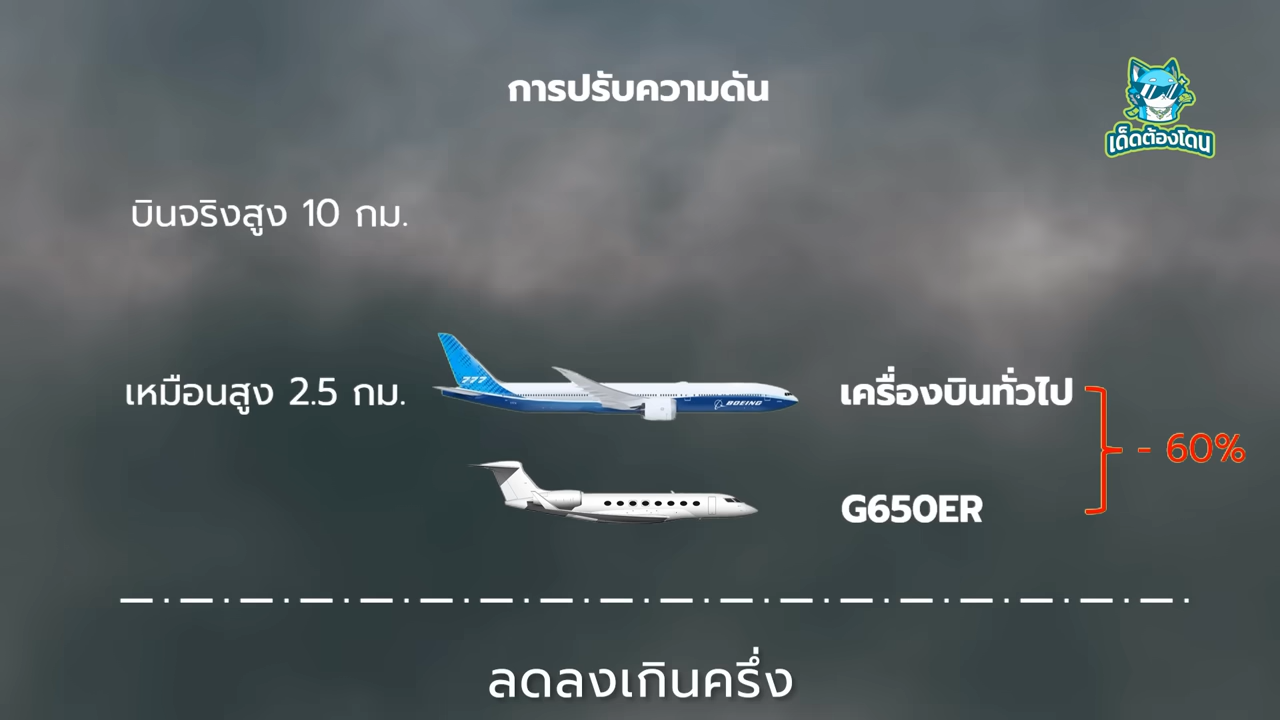 การปรับความดัน
เด็ดต้องโดน
บินจริงสูง 10 กม.
เหมือนสูง 2.5 กม.
777
BOEING
เครื่องบินทั่วไป
- 60%
G650ER
ลดลงเกินครึ่ง